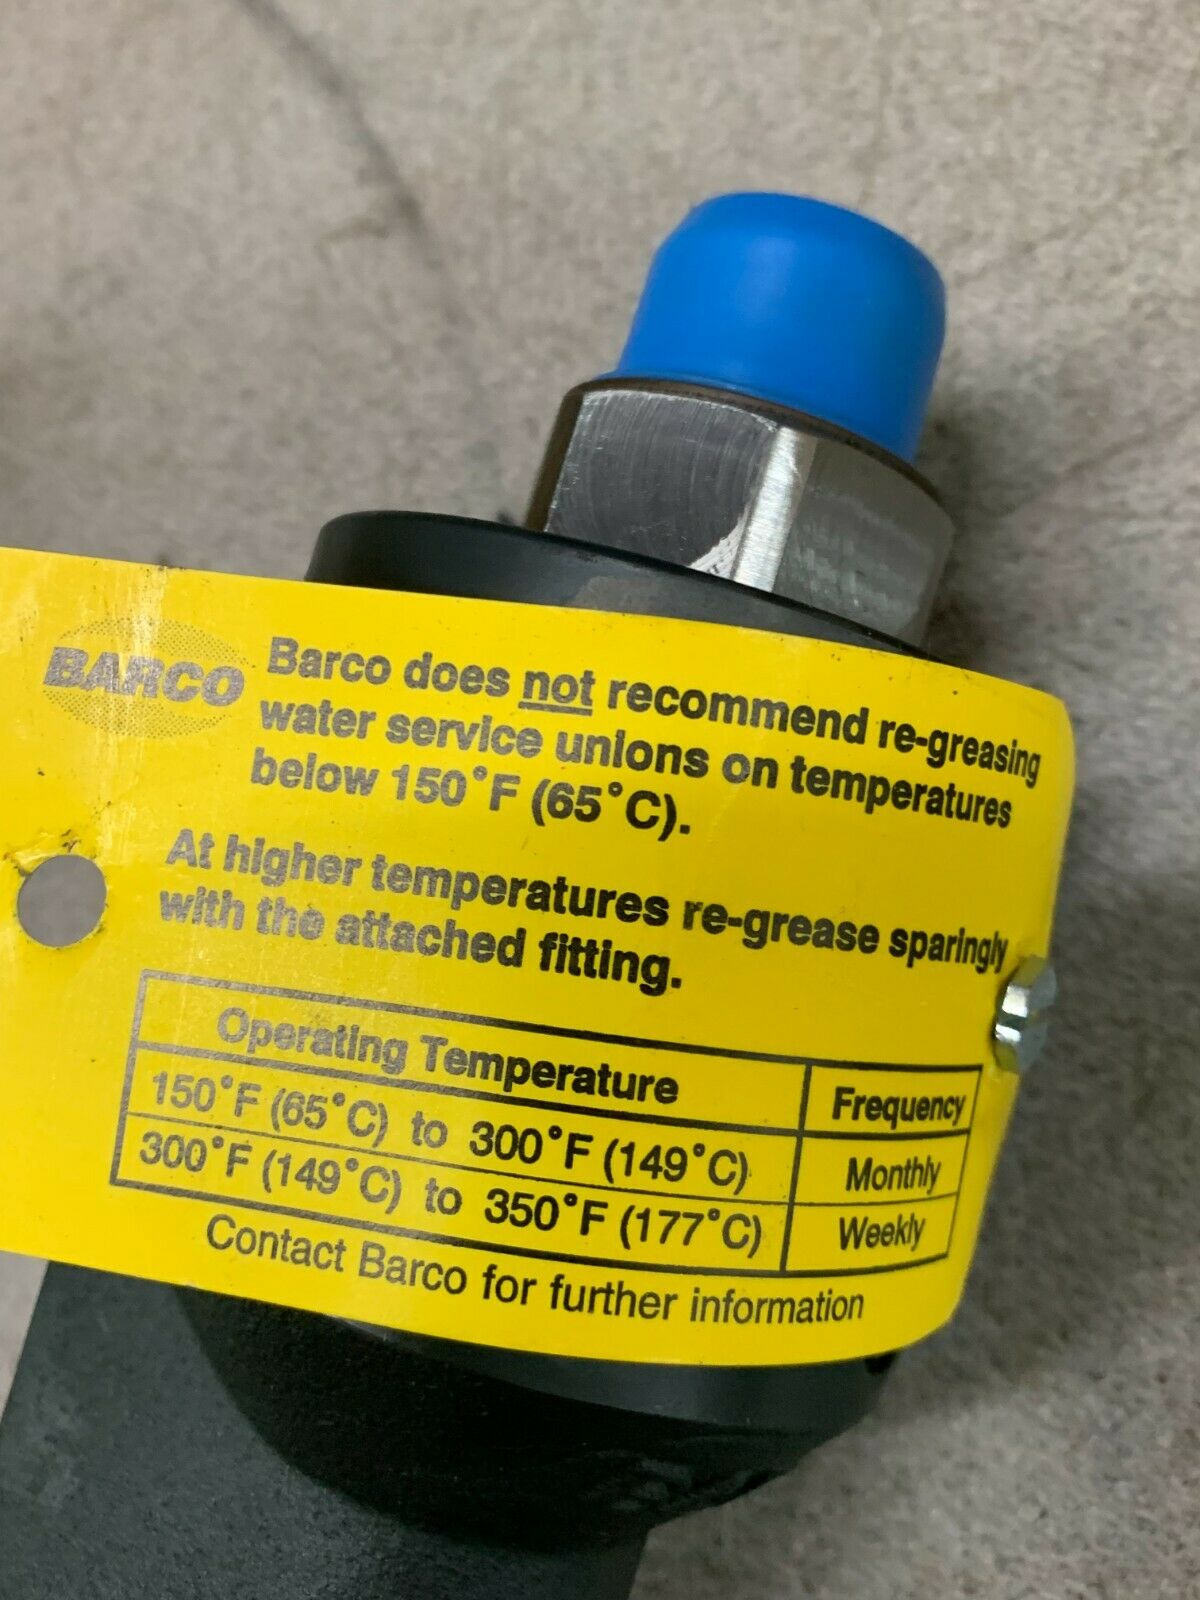 BARCO
Barco does not recommend re-greasing
water service unions on temperatures
below 150°F (65°C).
At higher temperatures re-grease sparingly
with the attached fitting.
Operating Temperature Frequency
150°F (65°C) to 300°F (149°C) Monthly
300°F (149°C) to 350°F (177°C) Weekly
Contact Barco for further information